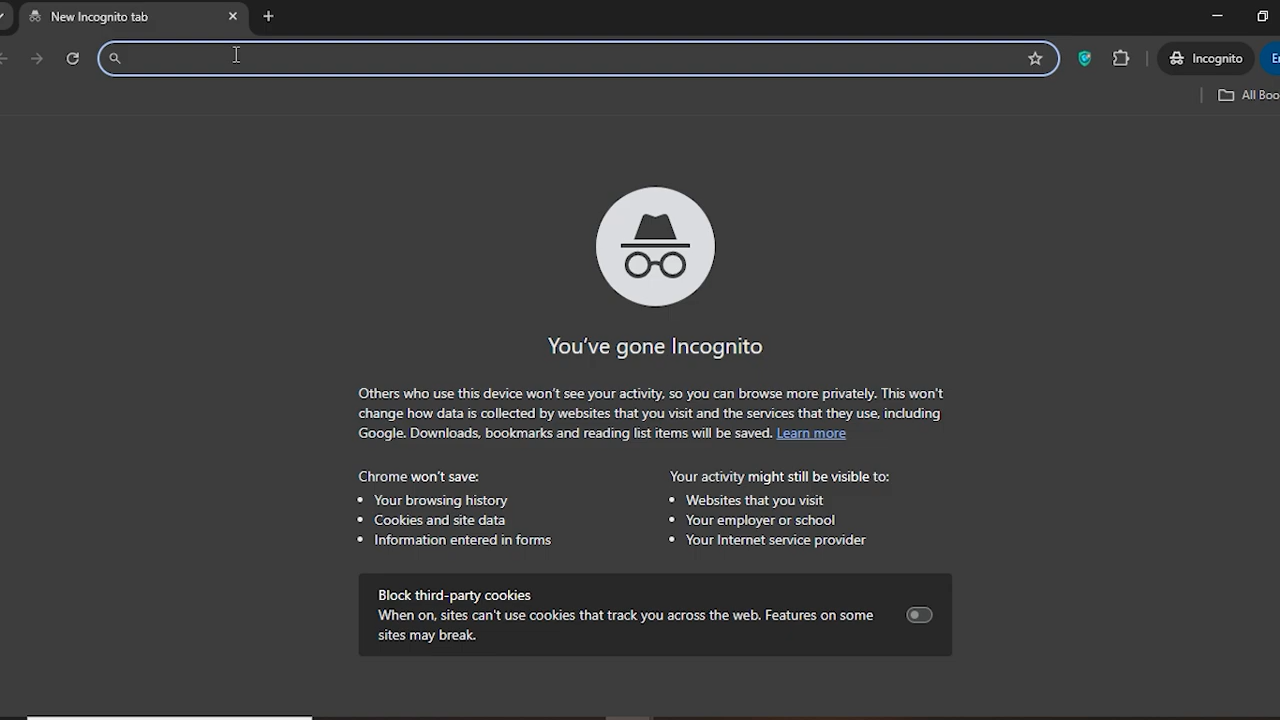 New Incognito tab
Incognito
All Boo
You've gone Incognito
Others who use this device won't see your activity, so you can browse more privately. This won't
change how data is collected by websites that you visit and the services that they use, including
Google. Downloads, bookmarks and reading list items will be saved. Learn more
Chrome won't save:
• Your browsing history
• Cookies and site data
• Information entered in forms
Your activity might still be visible to:
• Websites that you visit
• Your employer or school
• Your Internet service provider
Block third-party cookies
When on, sites can't use cookies that track you across the web. Features on some
sites may break.